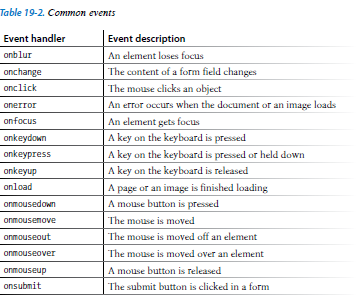 Table 19-2. Common events
Event handler Event description
onblur An element loses focus
onchange The content of a form field changes
onclick The mouse clicks an object
onerror An error occurs when the document or an image loads
onfocus An element gets focus
onkeydown A key on the keyboard is pressed
onkeypress A key on the keyboard is pressed or held down
onkeyup A key on the keyboard is released
onload A page or an image is finished loading
onmousedown A mouse button is pressed
onmousemove The mouse is moved
onmouseout The mouse is moved off an element
onmouseover The mouse is moved over an element
onmouseup A mouse button is released
onsubmit The submit button is clicked in a form